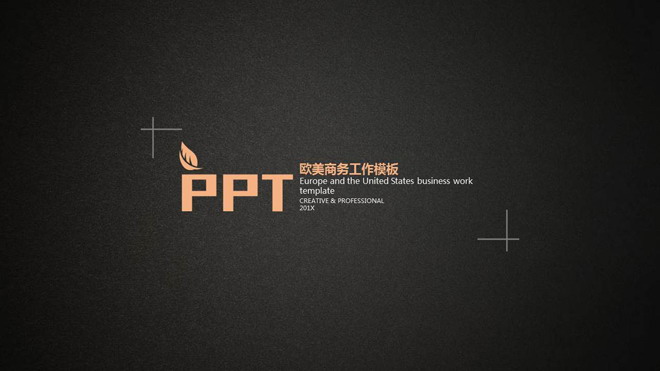 PPT
欧美商务工作模板
Europe and the United States business work
template
CREATIVE & PROFESSIONAL
201X